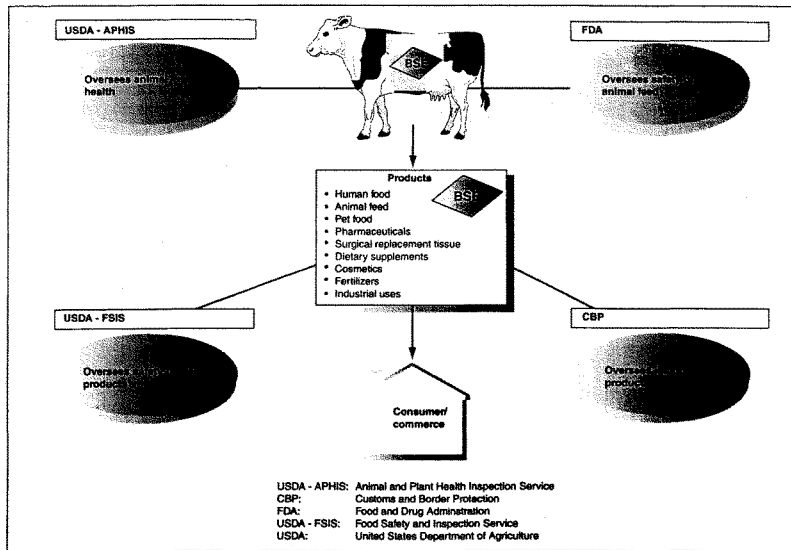 USDA - APHIS
FDA
BSE
Oversees animal
health
Oversees
animal feed
Products
BSE
• Human food
• Animal feed
• Pet food
• Pharmaceuticals
• Surgical replacement tissue
• Dietary supplements
• Cosmetics
• Fertilizers
• Industrial uses
USDA - FSIS
CBP
Oversees
products
Consumer/
commerce
USDA - APHIS: Animal and Plant Health Inspection Service
CBP: Customs and Border Protection
FDA: Food and Drug Adminstration
USDA - FSIS: Food Safety and Inspection Service
USDA: United States Department of Agriculture